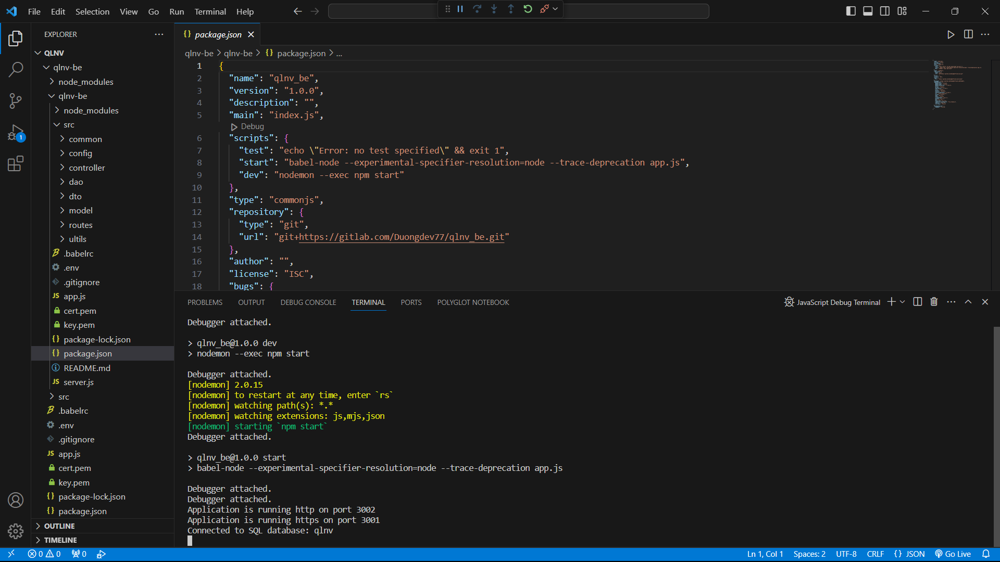 File Edit Selection View Go Run Terminal Help
EXPLORER
QLNV
qlnv-be
node_modules
qlnv-be
node_modules
src
common
config
controller
dao
dto
model
routes
ultils
.babelrc
.env
.gitignore
JS app.js
cert.pem
key.pem
{} package-lock.json
{} package.json
README.md
JS server.js
src
.babelrc
.env
.gitignore
JS app.js
cert.pem
key.pem
{} package-lock.json
{} package.json
OUTLINE
TIMELINE
1
{} package.json
qlnv-be > qlnv-be > {} package.json > ...
1 {
2 "name": "qlnv_be",
3 "version": "1.0.0",
4 "description": "",
5 "main": "index.js",
Debug
6 "scripts": {
7 "test": "echo \"Error: no test specified\" && exit 1",
8 "start": "babel-node --experimental-specifier-resolution=node --trace-deprecation app.js",
9 "dev": "nodemon --exec npm start"
10 },
11 "type": "commonjs",
12 "repository": {
13 "type": "git",
14 "url": "git+https://gitlab.com/Duongdev77/qlnv_be.git"
15 },
16 "author": "",
17 "license": "ISC",
18 "bugs": {
PROBLEMS OUTPUT DEBUG CONSOLE TERMINAL PORTS POLYGLOT NOTEBOOK
JavaScript Debug Terminal
Debugger attached.
> qlnv_be@1.0.0 dev
> nodemon --exec npm start
Debugger attached.
[nodemon] 2.0.15
[nodemon] to restart at any time, enter `rs`
[nodemon] watching path(s): *.*
[nodemon] watching extensions: js,mjs,json
[nodemon] starting `npm start`
Debugger attached.
> qlnv_be@1.0.0 start
> babel-node --experimental-specifier-resolution=node --trace-deprecation app.js
Debugger attached.
Debugger attached.
Application is running http on port 3002
Application is running https on port 3001
Connected to SQL database: qlnv
0 0 0 Ln 1, Col 1 Spaces: 2 UTF-8 CRLF {} JSON Go Live